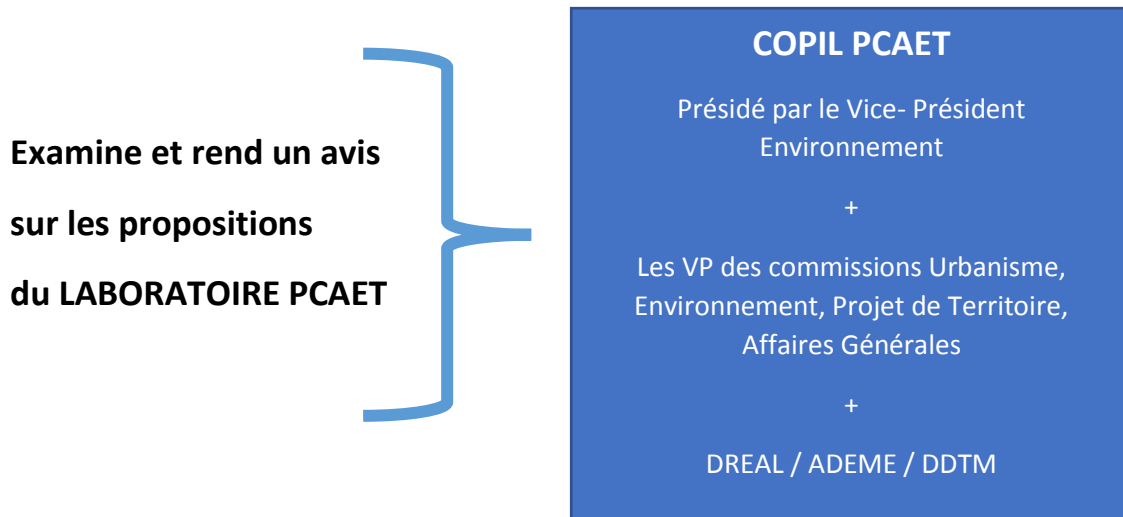 Examine et rend un avis
sur les propositions
du LABORATOIRE PCAET
COPIL PCAET
Présidé par le Vice- Président
Environnement
+
Les VP des commissions Urbanisme,
Environnement, Projet de Territoire,
Affaires Générales
+
DREAL / ADEME / DDTM